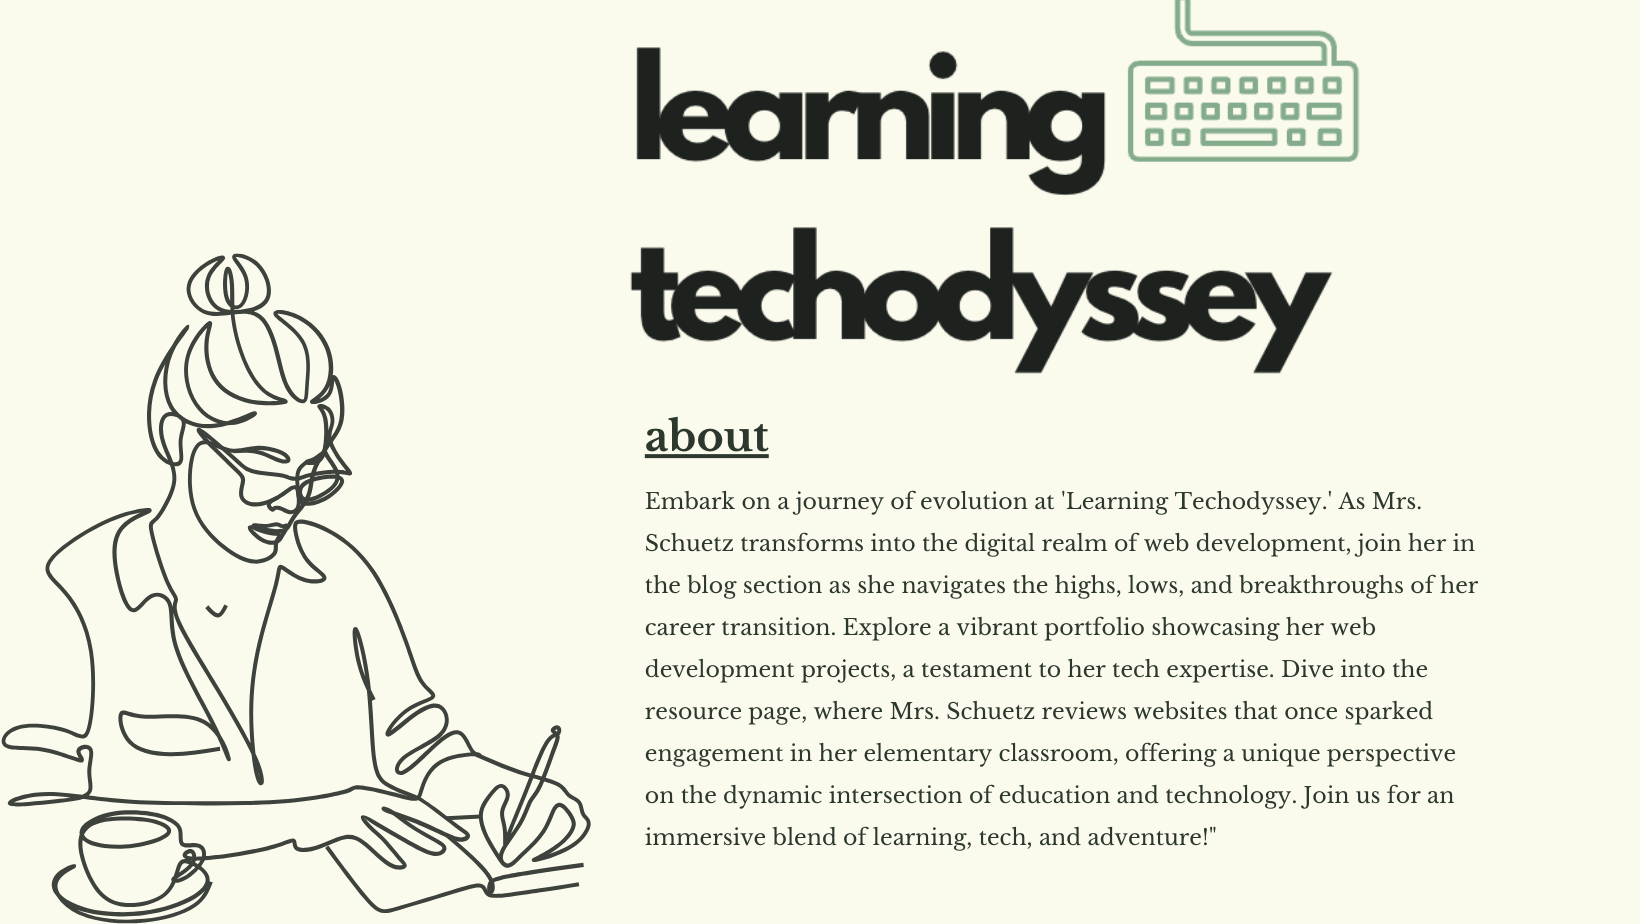 learning
techodyssey
about
Embark on a journey of evolution at 'Learning Techodyssey.' As Mrs.
Schuetz transforms into the digital realm of web development, join her in
the blog section as she navigates the highs, lows, and breakthroughs of her
career transition. Explore a vibrant portfolio showcasing her web
development projects, a testament to her tech expertise. Dive into the
resource page, where Mrs. Schuetz reviews websites that once sparked
engagement in her elementary classroom, offering a unique perspective
on the dynamic intersection of education and technology. Join us for an
immersive blend of learning, tech, and adventure!"